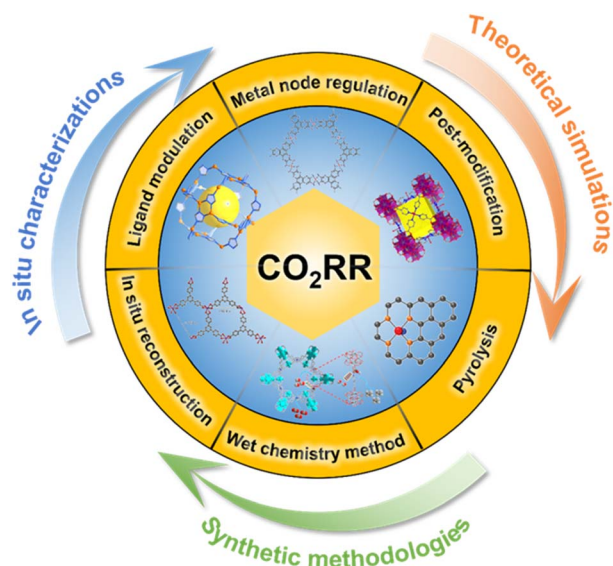 In situ characterizations
Theoretical simulations
Synthetic methodologies
Metal node regulation
Post-modification
Pyrolysis
Wet chemistry method
In situ reconstruction
Ligand modulation
CO₂RR